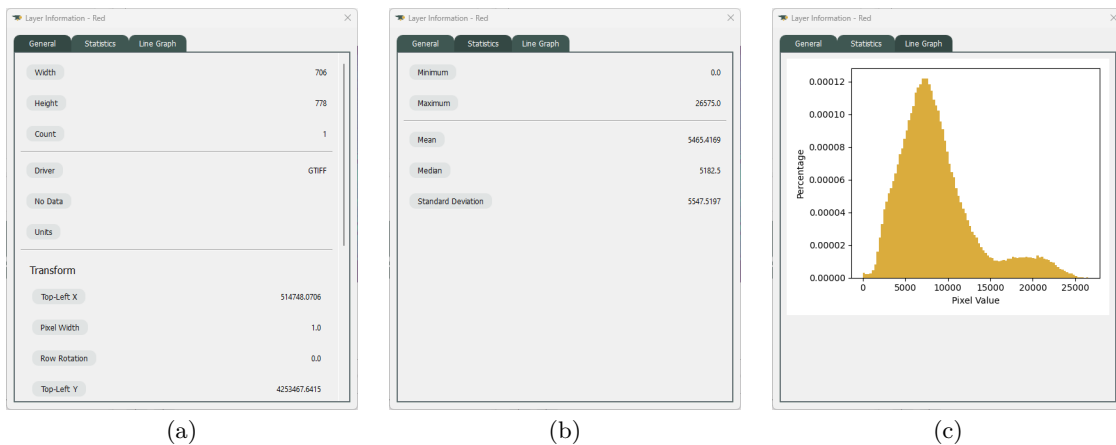 Layer Information - Red
General Statistics Line Graph
Width 706
Height 778
Count 1
Driver GTIFF
No Data
Units
Transform
Top-Left X 514748.0706
Pixel Width 1.0
Row Rotation 0.0
Top-Left Y 4253467.6415
(a)
Layer Information - Red
General Statistics Line Graph
Minimum 0.0
Maximum 26575.0
Mean 5465.4169
Median 5182.5
Standard Deviation 5547.5197
(b)
Layer Information - Red
General Statistics Line Graph
Percentage
0.00012
0.00010
0.00008
0.00006
0.00004
0.00002
0.00000
0 5000 10000 15000 20000 25000
Pixel Value
(c)